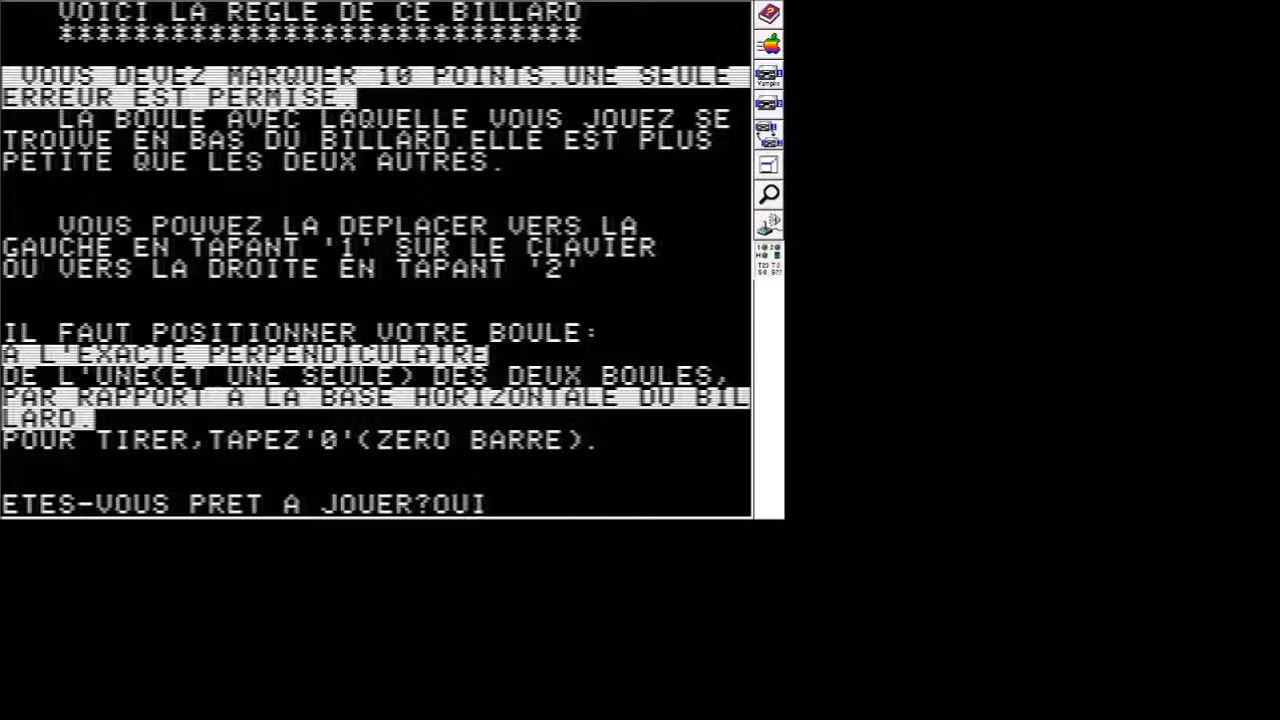 VOICI LA REGLE DE CE BILLARD
****************************
VOUS DEVEZ MARQUER 10 POINTS.UNE SEULE
ERREUR EST PERMISE.
LA BOULE AVEC LAQUELLE VOUS JOUEZ SE
TROUVE EN BAS DU BILLARD.ELLE EST PLUS
PETITE QUE LES DEUX AUTRES.
VOUS POUVEZ LA DEPLACER VERS LA
GAUCHE EN TAPANT '1' SUR LE CLAVIER
OU VERS LA DROITE EN TAPANT '2'
IL FAUT POSITIONNER VOTRE BOULE:
A L'EXACTE PERPENDICULAIRE
DE L'UNE(ET UNE SEULE) DES DEUX BOULES,
PAR RAPPORT A LA BASE HORIZONTALE DU BIL
LARD.
POUR TIRER,TAPEZ'0'(ZERO BARRE).
ETES-VOUS PRET A JOUER?OUI